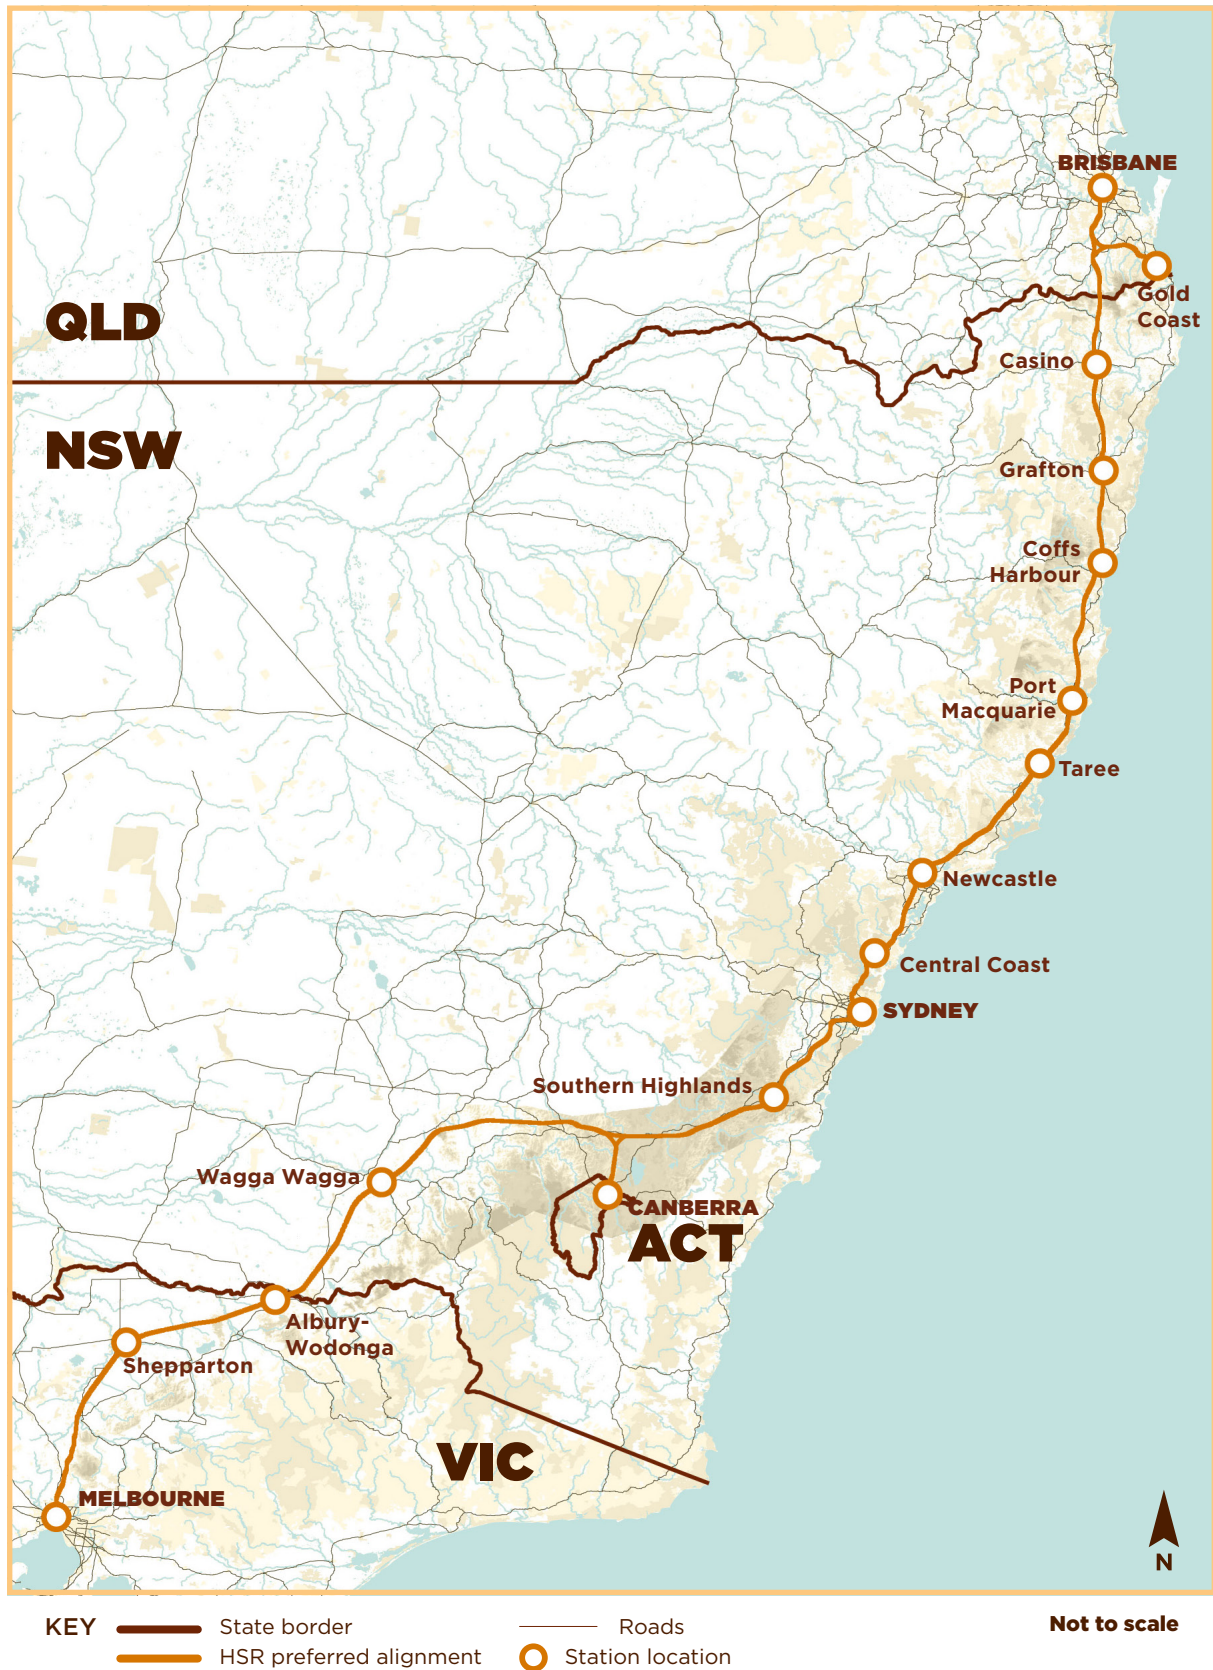 BRISBANE
Gold
Coast
QLD
Casino
NSW
Grafton
Coffs
Harbour
Port
Macquarie
Taree
Newcastle
Central Coast
SYDNEY
Southern Highlands
Wagga Wagga
CANBERRA
ACT
Albury-
Wodonga
Shepparton
VIC
MELBOURNE
N
KEY
State border
Roads
Not to scale
HSR preferred alignment
Station location